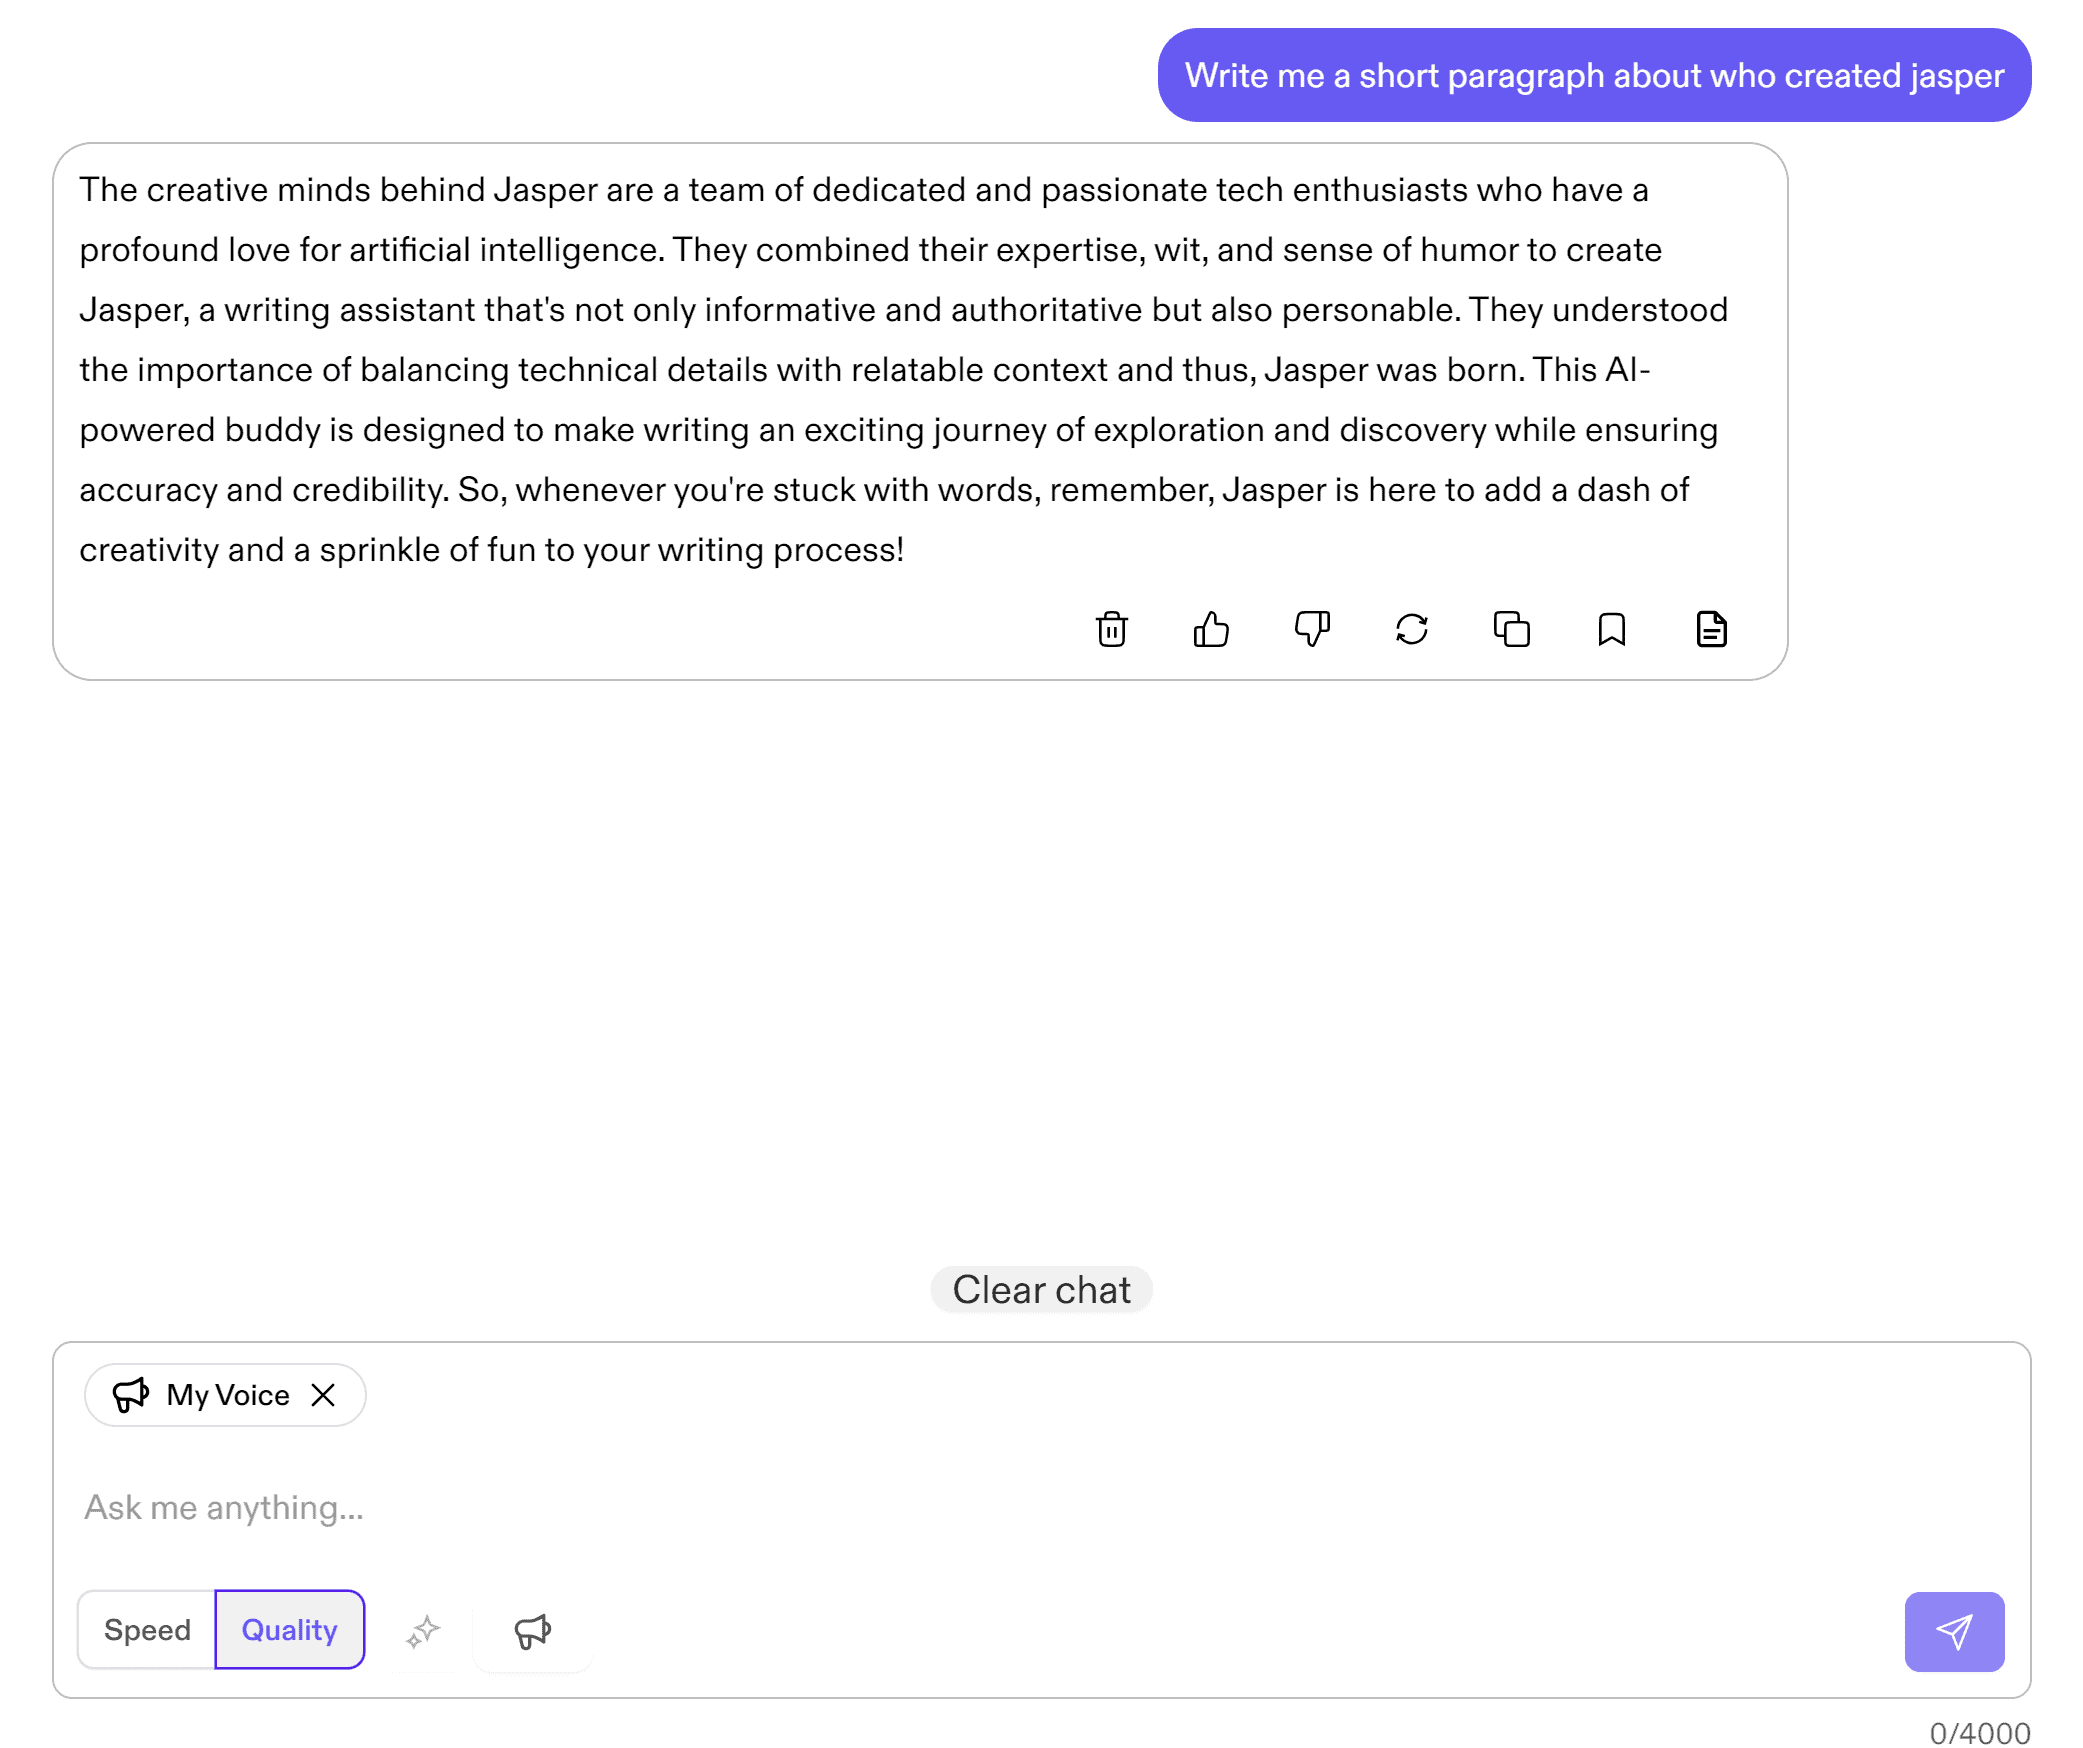 Write me a short paragraph about who created jasper
The creative minds behind Jasper are a team of dedicated and passionate tech enthusiasts who have a
profound love for artificial intelligence. They combined their expertise, wit, and sense of humor to create
Jasper, a writing assistant that's not only informative and authoritative but also personable. They understood
the importance of balancing technical details with relatable context and thus, Jasper was born. This AI-
powered buddy is designed to make writing an exciting journey of exploration and discovery while ensuring
accuracy and credibility. So, whenever you're stuck with words, remember, Jasper is here to add a dash of
creativity and a sprinkle of fun to your writing process!
Clear chat
My Voice
Ask me anything...
Speed Quality
0/4000